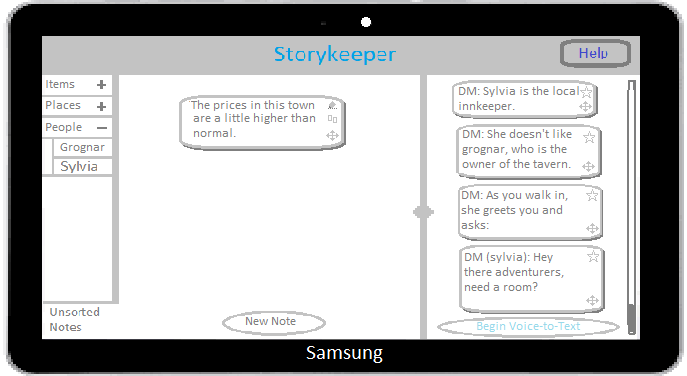 Storykeeper
Help
Items +
Places +
People −
Grognar
Sylvia
Unsorted
Notes
The prices in this town
are a little higher than
normal.
New Note
DM: Sylvia is the local
innkeeper.
DM: She doesn't like
grognar, who is the
owner of the tavern.
DM: As you walk in,
she greets you and
asks:
DM (sylvia): Hey
there adventurers,
need a room?
Begin Voice-to-Text
Samsung